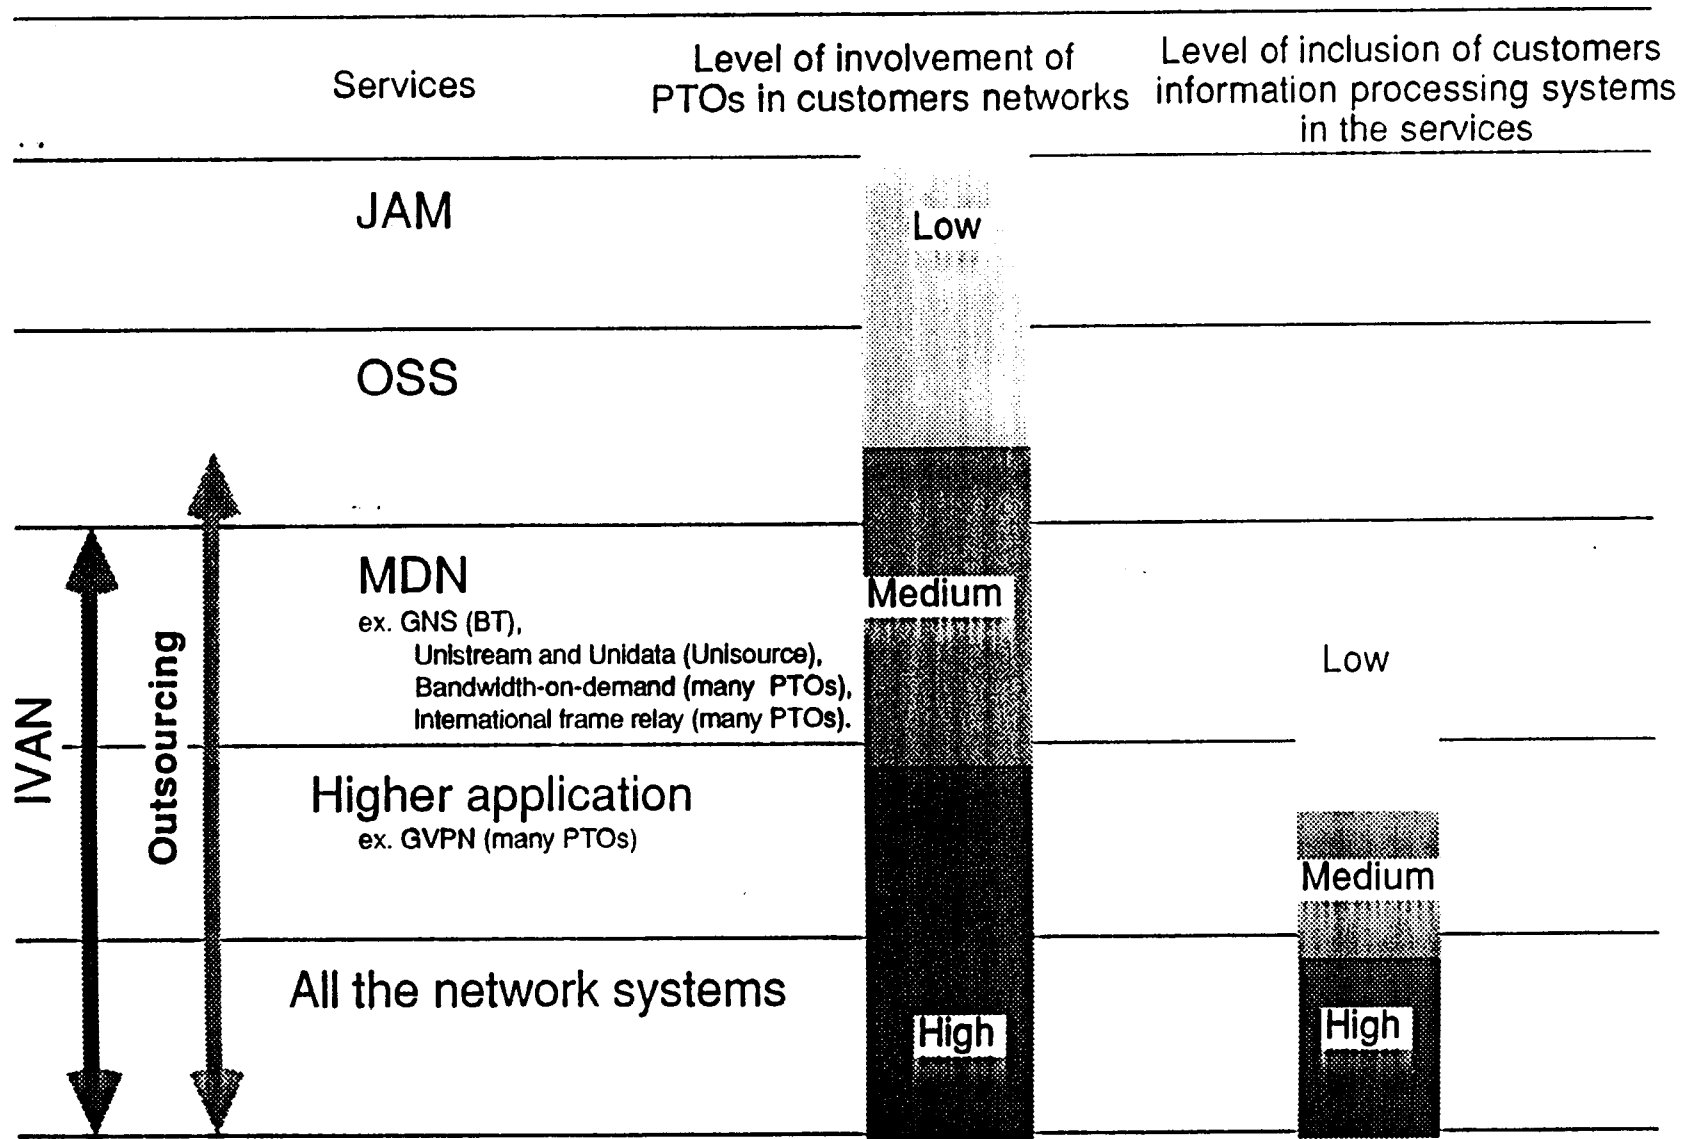 Services
Level of involvement of
PTOs in customers networks
Level of inclusion of customers
information processing systems
in the services
JAM
Low
OSS
MDN
ex. GNS (BT),
Unistream and Unidata (Unisource),
Bandwidth-on-demand (many PTOs),
International frame relay (many PTOs).
Medium
Low
IVAN
Outsourcing
Higher application
ex. GVPN (many PTOs)
Medium
All the network systems
High
High